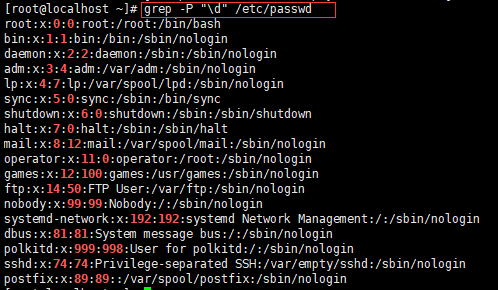 [root@localhost ~]# grep -P "\d" /etc/passwd
root:x:0:0:root:/root:/bin/bash
bin:x:1:1:bin:/bin:/sbin/nologin
daemon:x:2:2:daemon:/sbin:/sbin/nologin
adm:x:3:4:adm:/var/adm:/sbin/nologin
lp:x:4:7:lp:/var/spool/lpd:/sbin/nologin
sync:x:5:0:sync:/sbin:/bin/sync
shutdown:x:6:0:shutdown:/sbin:/sbin/shutdown
halt:x:7:0:halt:/sbin:/sbin/halt
mail:x:8:12:mail:/var/spool/mail:/sbin/nologin
operator:x:11:0:operator:/root:/sbin/nologin
games:x:12:100:games:/usr/games:/sbin/nologin
ftp:x:14:50:FTP User:/var/ftp:/sbin/nologin
nobody:x:99:99:Nobody:/:/sbin/nologin
systemd-network:x:192:192:systemd Network Management:/:/sbin/nologin
dbus:x:81:81:System message bus:/:/sbin/nologin
polkitd:x:999:998:User for polkitd:/:/sbin/nologin
sshd:x:74:74:Privilege-separated SSH:/var/empty/sshd:/sbin/nologin
postfix:x:89:89::/var/spool/postfix:/sbin/nologin